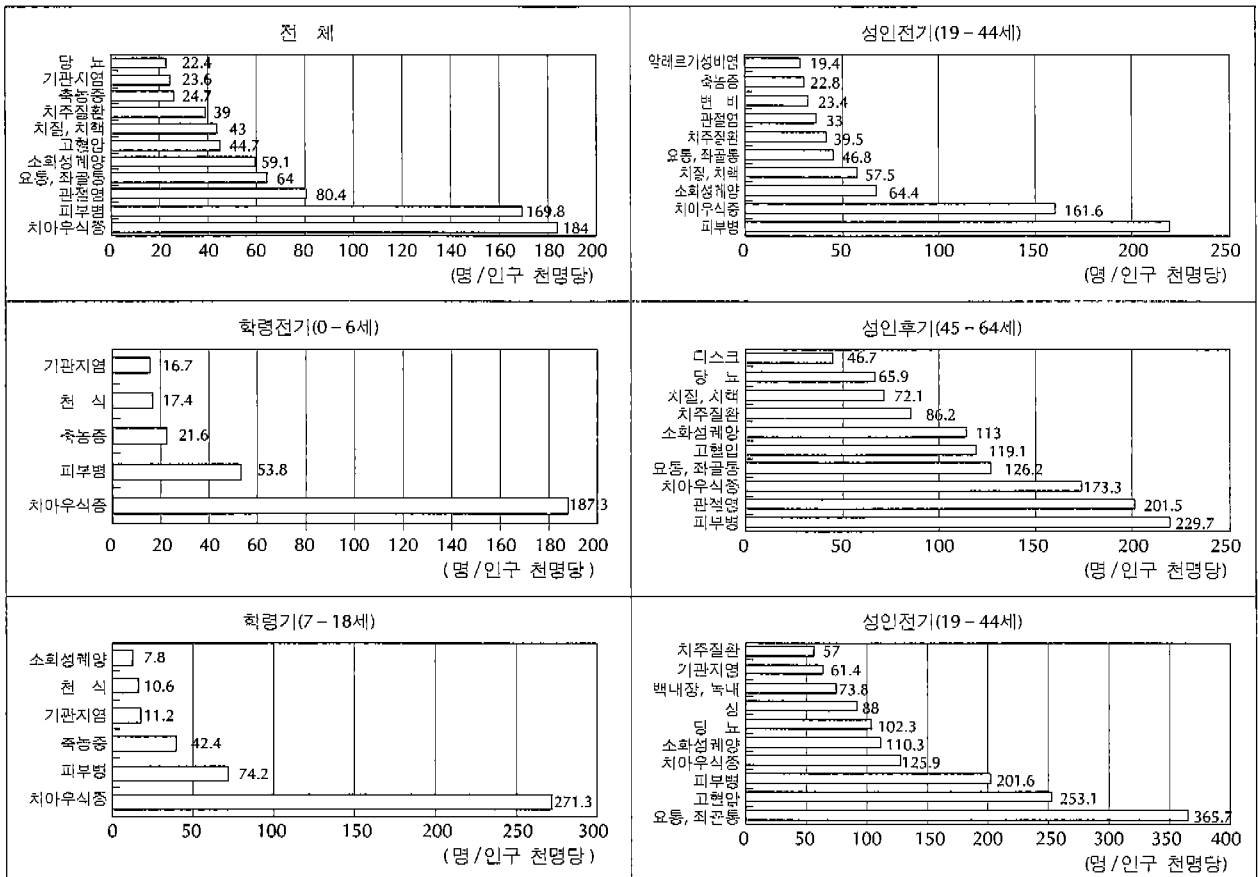 전 체
당 뇨 22.4
기관지염 23.6
축농증 24.7
치주질환 39
치질, 치핵 43
고혈압 44.7
소화성궤양 59.1
요통, 좌골통 64
관절염 80.4
피부병 169.8
치아우식증 184
0 20 40 60 80 100 120 140 160 180 200
(명/인구 천명당)
성인전기(19-44세)
알레르기성비염 19.4
축농증 22.8
변 비 23.4
관절염 33
치주질환 39.5
요통, 좌골통 46.8
치질, 치핵 57.5
소화성궤양 64.4
치아우식증 161.6
피부병
0 50 100 150 200 250
(명/인구 천명당)
학령전기(0-6세)
기관지염 16.7
천 식 17.4
축농증 21.6
피부병 53.8
치아우식증 187.3
0 20 40 60 80 100 120 140 160 180 200
(명/인구 천명당)
성인후기(45-64세)
디스크 46.7
당 뇨 65.9
치질, 치핵 72.1
치주질환 86.2
소화성궤양 113
고혈압 119.1
요통, 좌골통 126.2
치아우식증 173.3
관절염 201.5
피부병 229.7
0 50 100 150 200 250
(명/인구 천명당)
학령기(7-18세)
소화성궤양 7.8
천 식 10.6
기관지염 11.2
축농증 42.4
피부병 74.2
치아우식증 271.3
0 50 100 150 200 250 300
(명/인구 천명당)
성인전기(19-44세)
치주질환 57
기관지염 61.4
백내장, 녹내 73.8
88
당 뇨 102.3
소화성궤양 110.3
치아우식증 125.9
피부병 201.6
고혈압 253.1
요통, 좌골통 365.7
0 50 100 150 200 250 300 350 400
(명/인구 천명당)